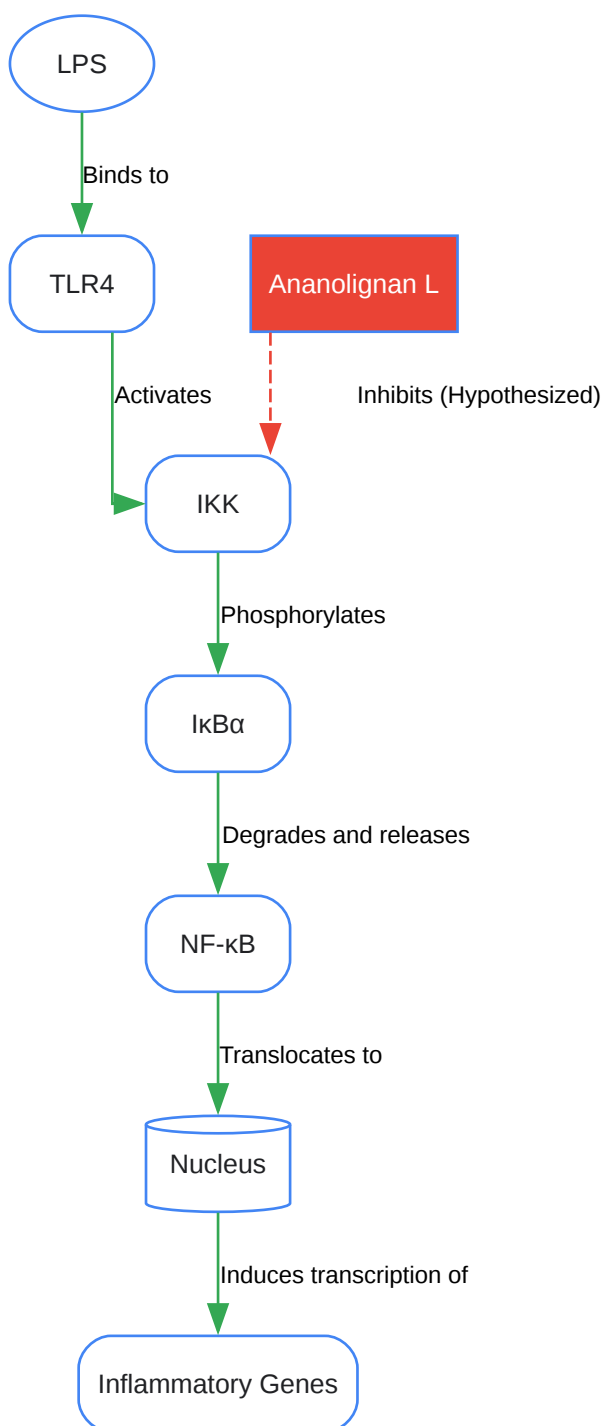 LPS
Binds to
TLR4
Ananolignan L
Activates
Inhibits (Hypothesized)
IKK
Phosphorylates
IκBα
Degrades and releases
NF-κB
Translocates to
Nucleus
Induces transcription of
Inflammatory Genes